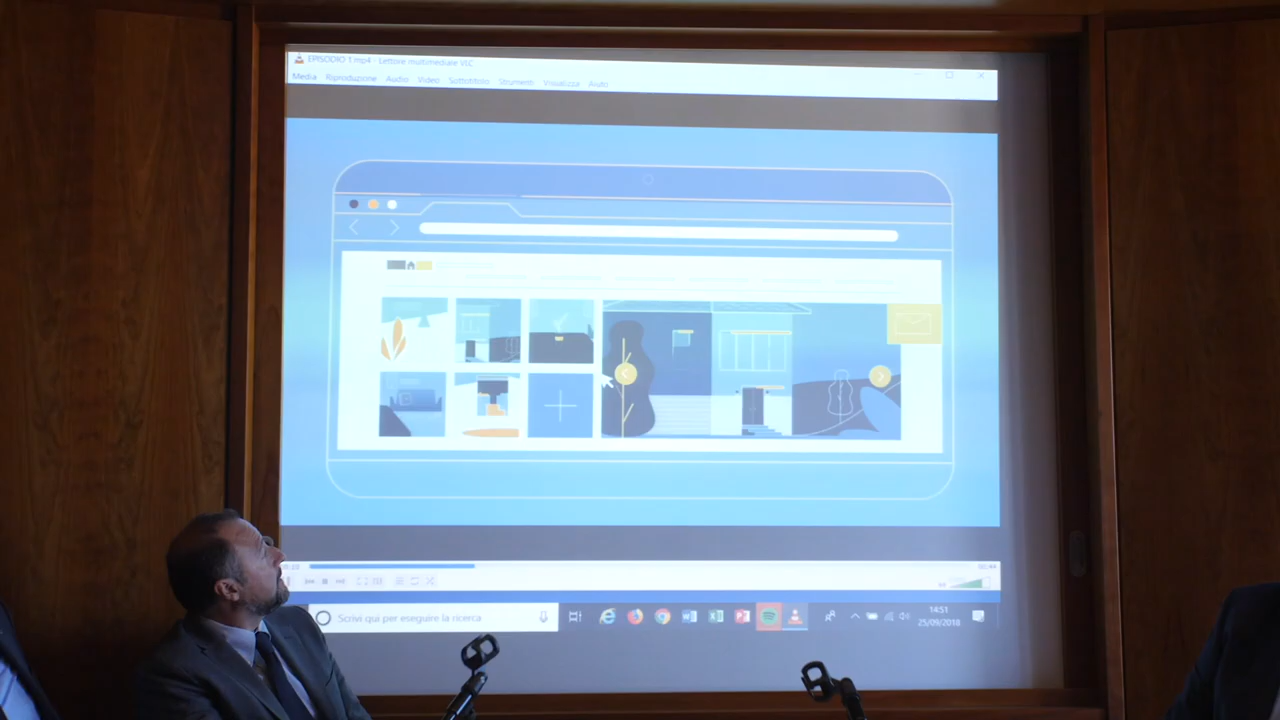 EPISODIO 1.mp4 - Lettore multimediale VLC
Media Riproduzione Audio Video Sottotitolo Strumenti Visualizza Aiuto
Scrivi qui per eseguire la ricerca
14:51
25/09/2018